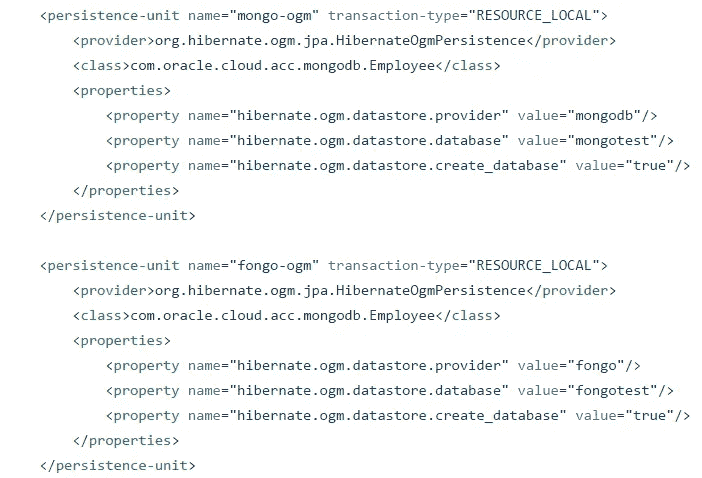 <persistence-unit name="mongo-ogm" transaction-type="RESOURCE_LOCAL">
    <provider>org.hibernate.ogm.jpa.HibernateOgmPersistence</provider>
    <class>com.oracle.cloud.acc.mongodb.Employee</class>
    <properties>
        <property name="hibernate.ogm.datastore.provider" value="mongodb"/>
        <property name="hibernate.ogm.datastore.database" value="mongotest"/>
        <property name="hibernate.ogm.datastore.create_database" value="true"/>
    </properties>
</persistence-unit>

<persistence-unit name="fongo-ogm" transaction-type="RESOURCE_LOCAL">
    <provider>org.hibernate.ogm.jpa.HibernateOgmPersistence</provider>
    <class>com.oracle.cloud.acc.mongodb.Employee</class>
    <properties>
        <property name="hibernate.ogm.datastore.provider" value="fongo"/>
        <property name="hibernate.ogm.datastore.database" value="fongotest"/>
        <property name="hibernate.ogm.datastore.create_database" value="true"/>
    </properties>
</persistence-unit>